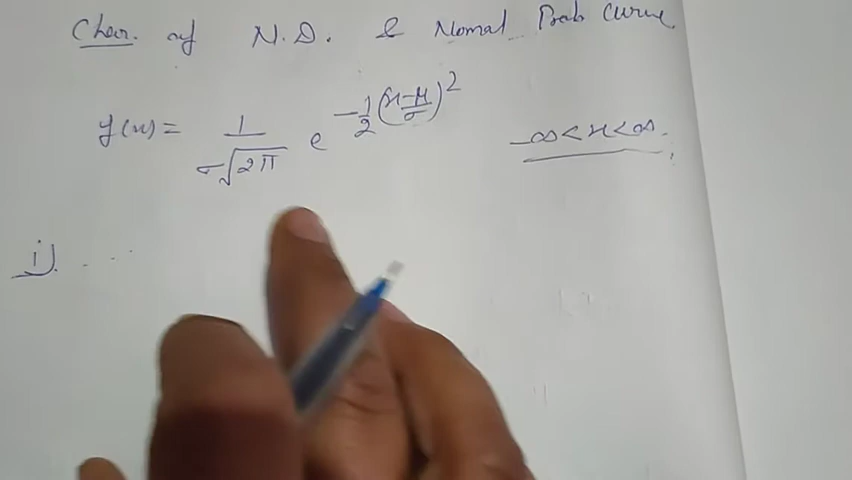 Char. of N.D. & Normal Prob Curve.
f(x) = 1/σ√2π e^-1/2(x-μ/σ)^2 -∞ < x < ∞.
i) . . . .